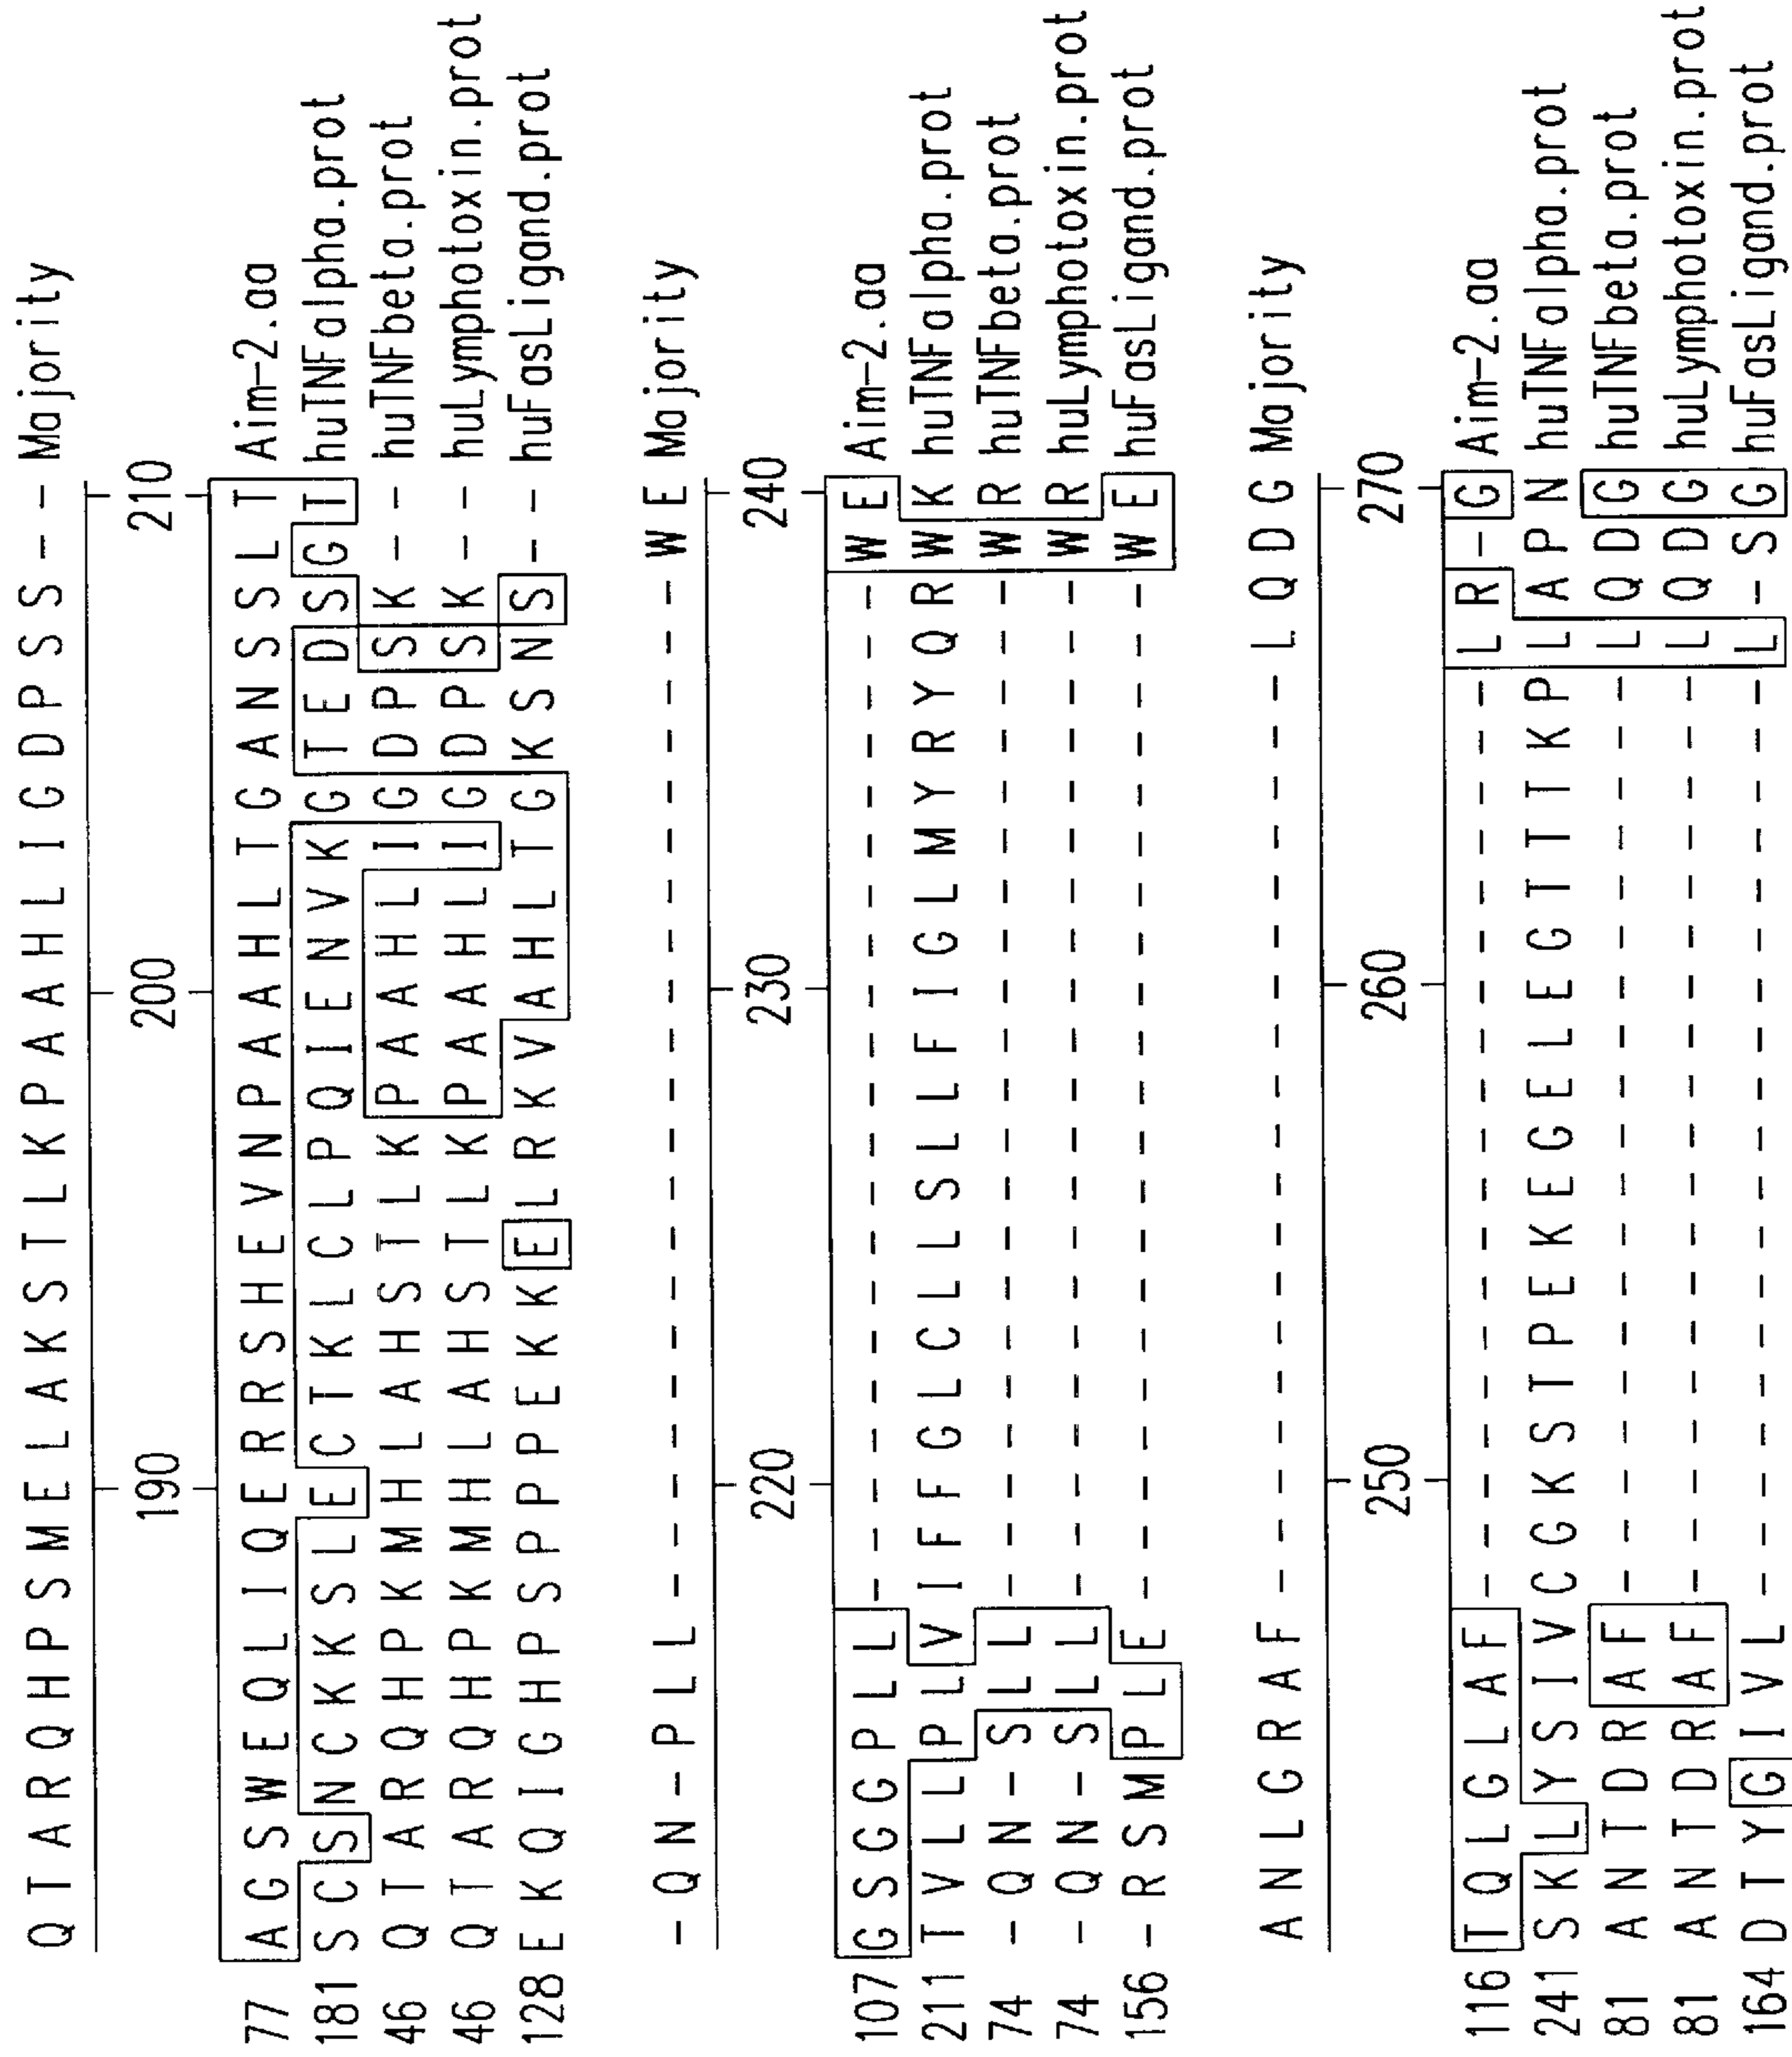 Q T A R Q H P S M E L A K S T L K P A A H L I G D P S S - - Majority
190 200 210
77 A G S W E Q L I Q E R R S H E V N P A A H L T G A N S S L T Aim-2.aa
181 S C S N C K K S L E C T K L C L P Q I E N V K G T E D S G T huTNFalpha.prot
46 Q T A R Q H P K M H L A H S T L K P A A H L I G D P S K - - huTNFbeta.prot
46 Q T A R Q H P K M H L A H S T L K P A A H L I G D P S K - - huLymphotoxin.prot
128 E K Q I G H P S P P P E K K E L R K V A H L T G K S N S - - huFasLigand.prot
- Q N - P L L - - - - - - - - - - - - - - - - - - - - - W E Majority
220 230 240
107 G S G G P L L - - - - - - - - - - - - - - - - - - - - - W E Aim-2.aa
211 T V L L P L V I F F G L C L L S L L F I G L M Y R Y Q R W K huTNFalpha.prot
74 - Q N - S L L - - - - - - - - - - - - - - - - - - - - - W R huTNFbeta.prot
74 - Q N - S L L - - - - - - - - - - - - - - - - - - - - - W R huLymphotoxin.prot
156 - R S M P L E - - - - - - - - - - - - - - - - - - - - - W E huFasLigand.prot
A N L G R A F - - - - - - - - - - - - - - - - - - - L Q D G Majority
250 260 270
116 T Q L G L A F - - - - - - - - - - - - - - - - - - - L R - G Aim-2.aa
241 S K L Y S I V C G K S T P E K E G E L E G T T T K P L A P N huTNFalpha.prot
81 A N T D R A F - - - - - - - - - - - - - - - - - - - L Q D G huTNFbeta.prot
81 A N T D R A F - - - - - - - - - - - - - - - - - - - L Q D G huLymphotoxin.prot
164 D T Y G I V L - - - - - - - - - - - - - - - - - - - L - S G huFasLigand.prot